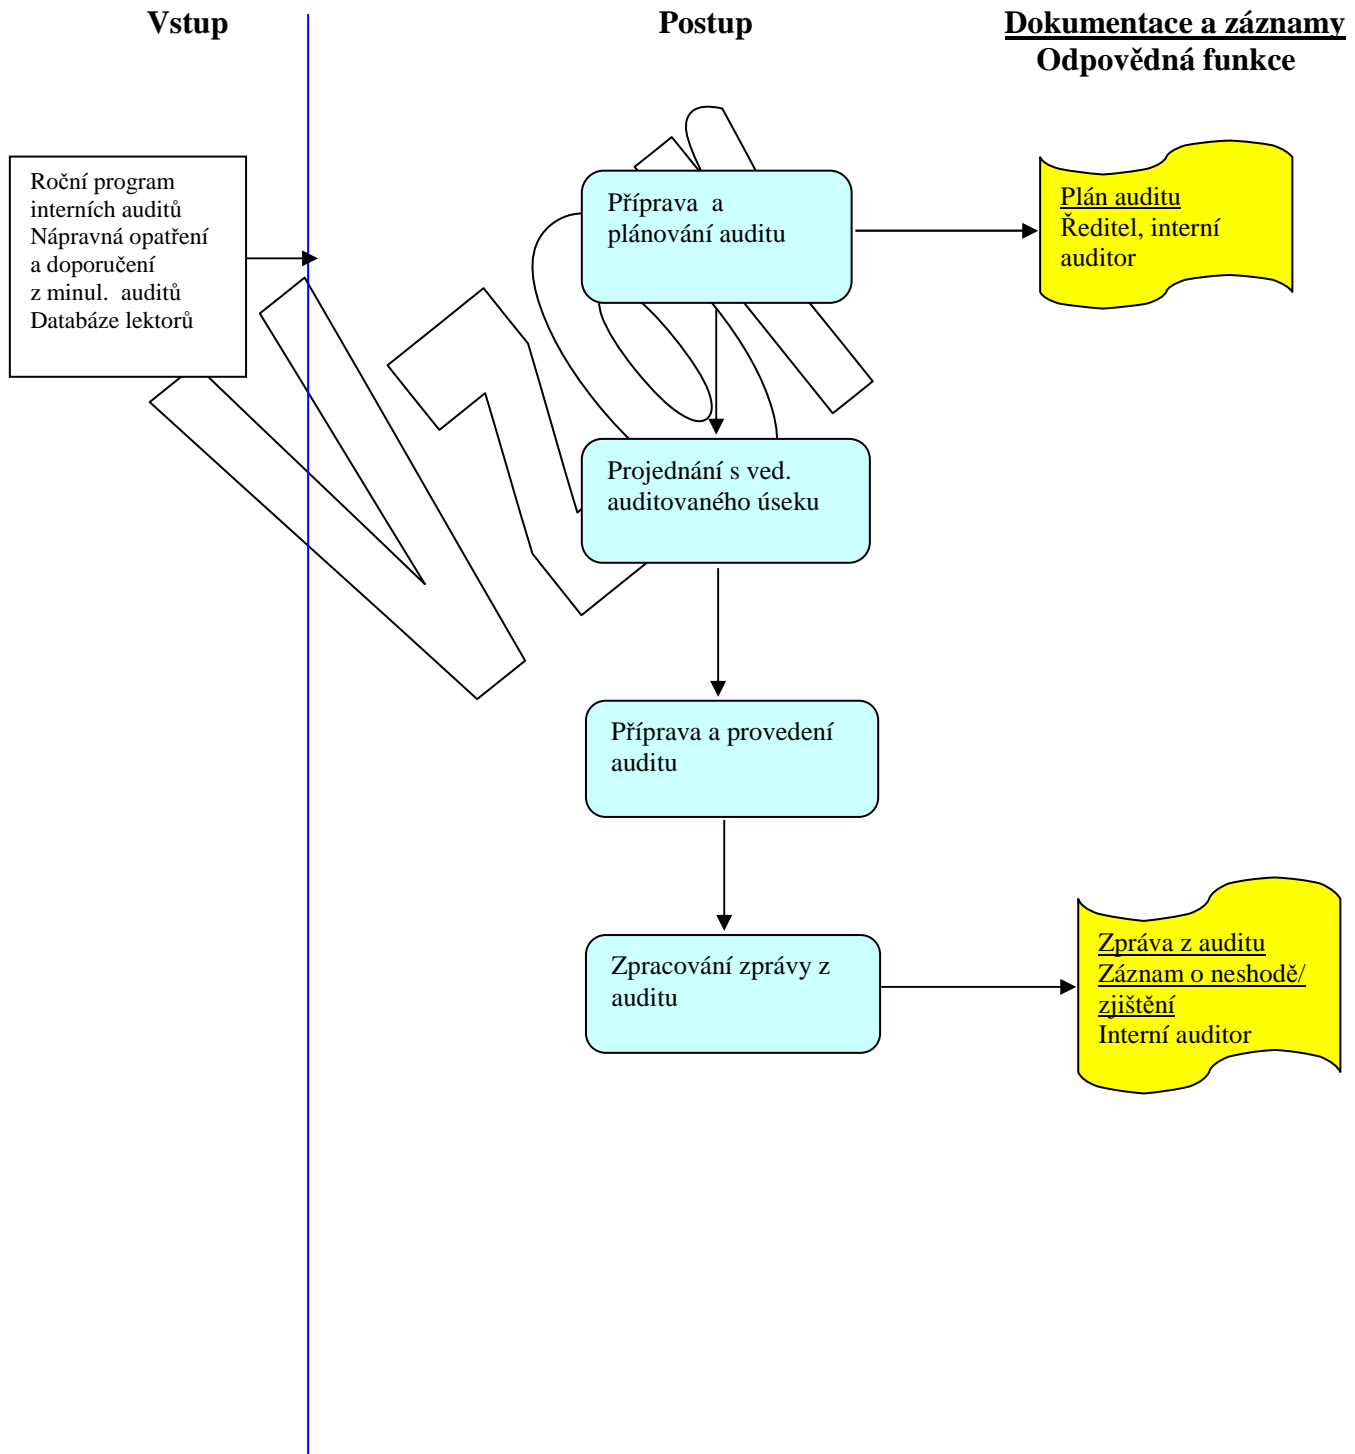 Vstup
Postup
Dokumentace a záznamy
Odpovědná funkce
Roční program
interních auditů
Nápravná opatření
a doporučení
z minul. auditů
Databáze lektorů
Příprava a
plánování auditu
Plán auditu
Ředitel, interní
auditor
Projednání s ved.
auditovaného úseku
Příprava a provedení
auditu
Zpracování zprávy z
auditu
Zpráva z auditu
Záznam o neshodě/
zjištění
Interní auditor
Vzor